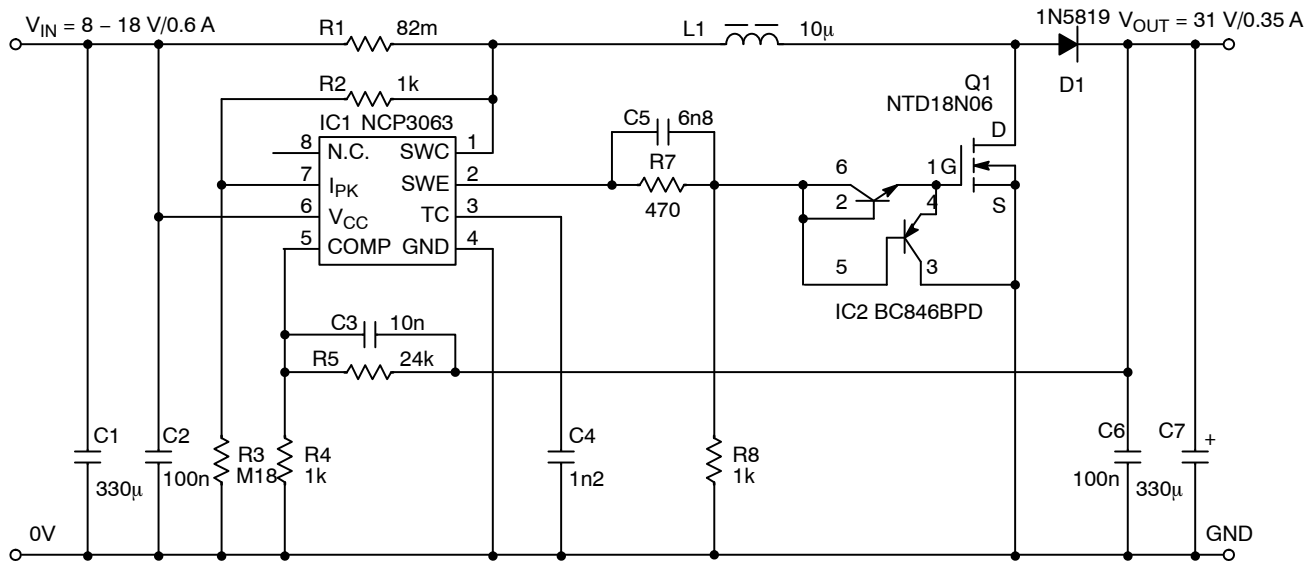 V_IN = 8 – 18 V/0.6 A
R1 82m
L1 10μ
1N5819
V_OUT = 31 V/0.35 A
D1
R2 1k
Q1
NTD18N06
IC1 NCP3063
C5 6n8
D
8 N.C. SWC 1
7 I_PK SWE 2
6 V_CC TC 3
5 COMP GND 4
R7
470
6
2
1 G
4
S
5
3
IC2 BC846BPD
C3 10n
R5 24k
C1
330μ
C2
100n
R3
M18
R4
1k
C4
1n2
R8
1k
C6
100n
C7
+
330μ
0V
GND